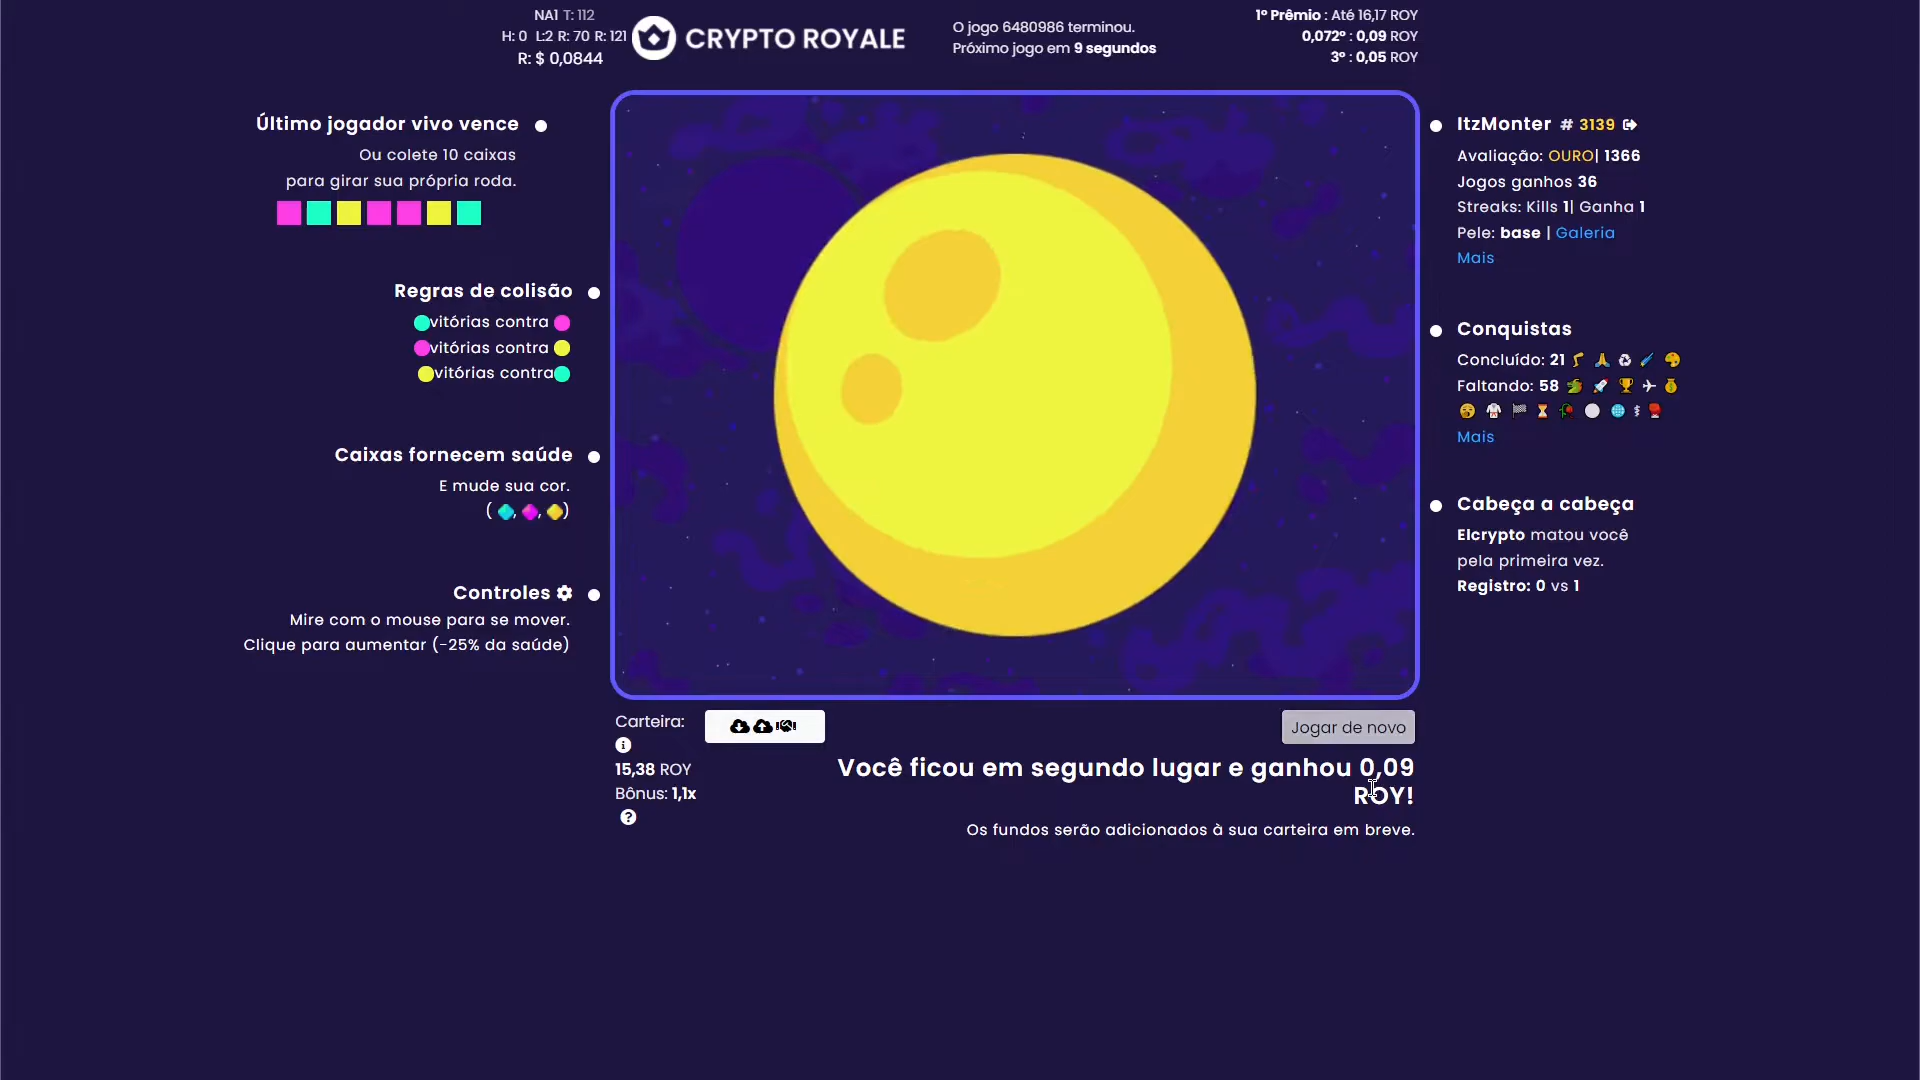 NA1 T: 112
H: 0 L:2 R: 70 R: 121
R: $ 0,0844
CRYPTO ROYALE
O jogo 6480986 terminou.
Próximo jogo em 9 segundos
1º Prêmio : Até 16,17 ROY
0,072º : 0,09 ROY
3º : 0,05 ROY
Último jogador vivo vence
Ou colete 10 caixas
para girar sua própria roda.
Regras de colisão
vitórias contra
vitórias contra
vitórias contra
Caixas fornecem saúde
E mude sua cor.
( , , )
Controles
Mire com o mouse para se mover.
Clique para aumentar (-25% da saúde)
ItzMonter # 3139
Avaliação: OURO| 1366
Jogos ganhos 36
Streaks: Kills 1| Ganha 1
Pele: base | Galeria
Mais
Conquistas
Concluído: 21
Faltando: 58
Mais
Cabeça a cabeça
Elcrypto matou você
pela primeira vez.
Registro: 0 vs 1
Carteira:
15,38 ROY
Bônus: 1,1x
Jogar de novo
Você ficou em segundo lugar e ganhou 0,09
ROY!
Os fundos serão adicionados à sua carteira em breve.